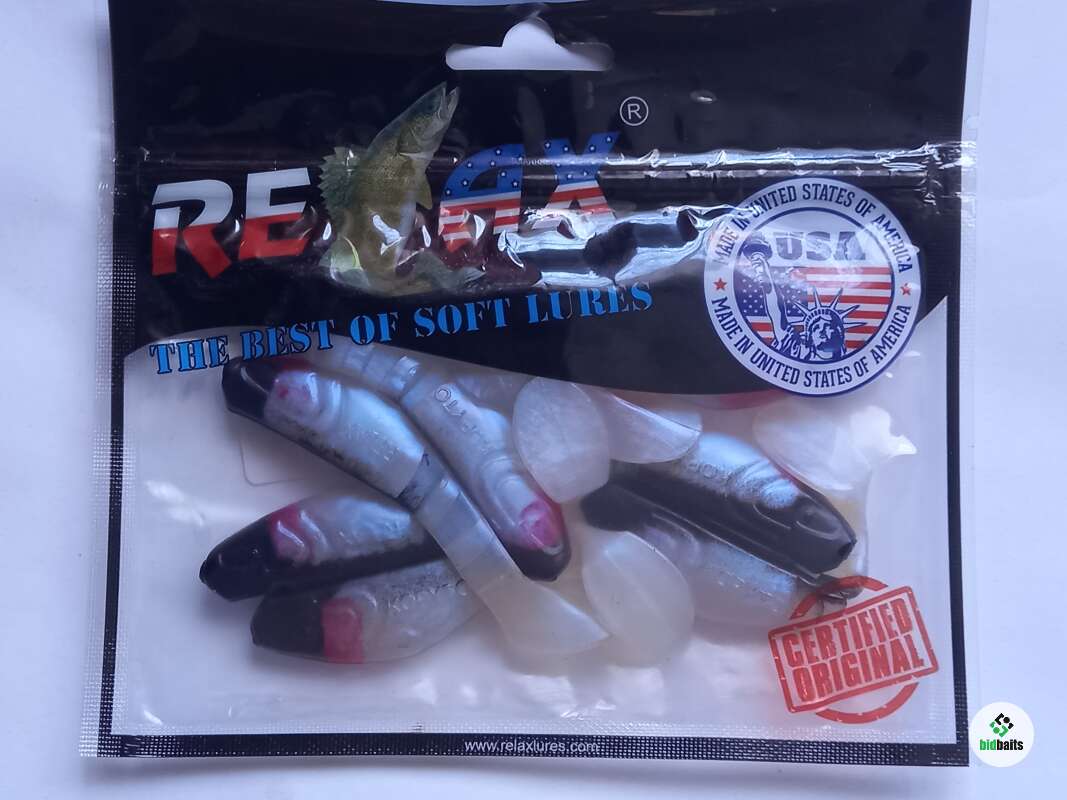 RELAX
®
THE BEST OF SOFT LURES
MADE IN UNITED STATES OF AMERICA
USA
MADE IN UNITED STATES OF AMERICA
CERTIFIED
ORIGINAL
www.relaxlures.com
bidbaits